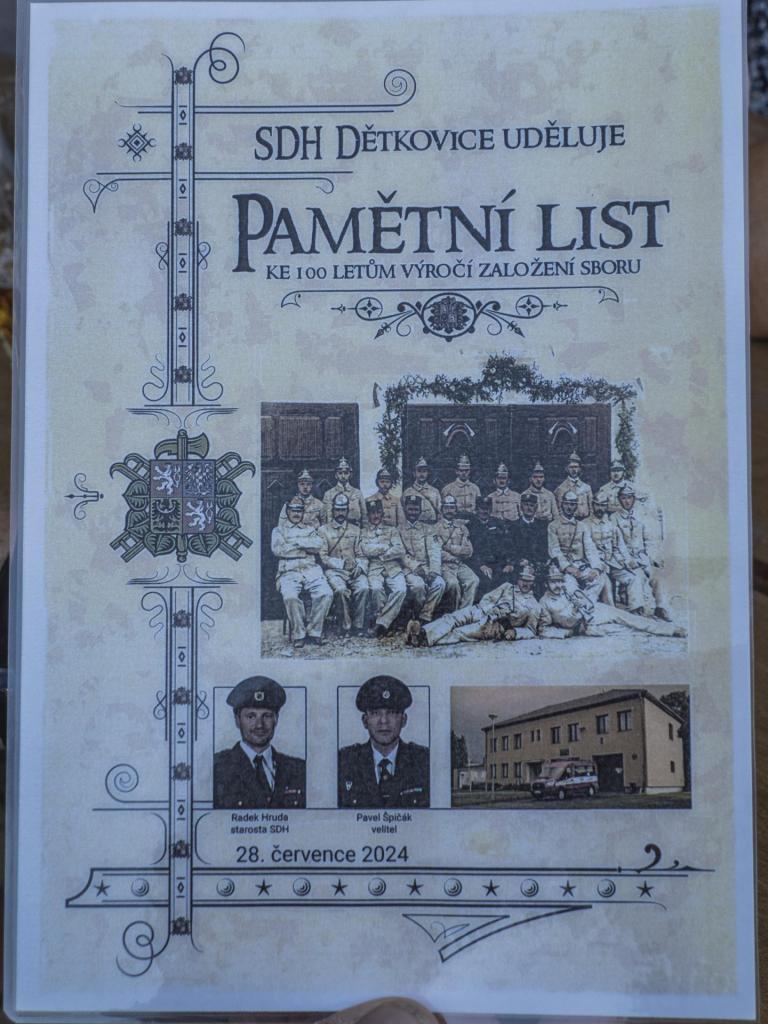 SDH DĚTKOVICE UDĚLUJE
PAMĚTNÍ LIST
KE 100 LETŮM VÝROČÍ ZALOŽENÍ SBORU
Radek Hruda
starosta SDH
Pavel Špičák
velitel
28. července 2024